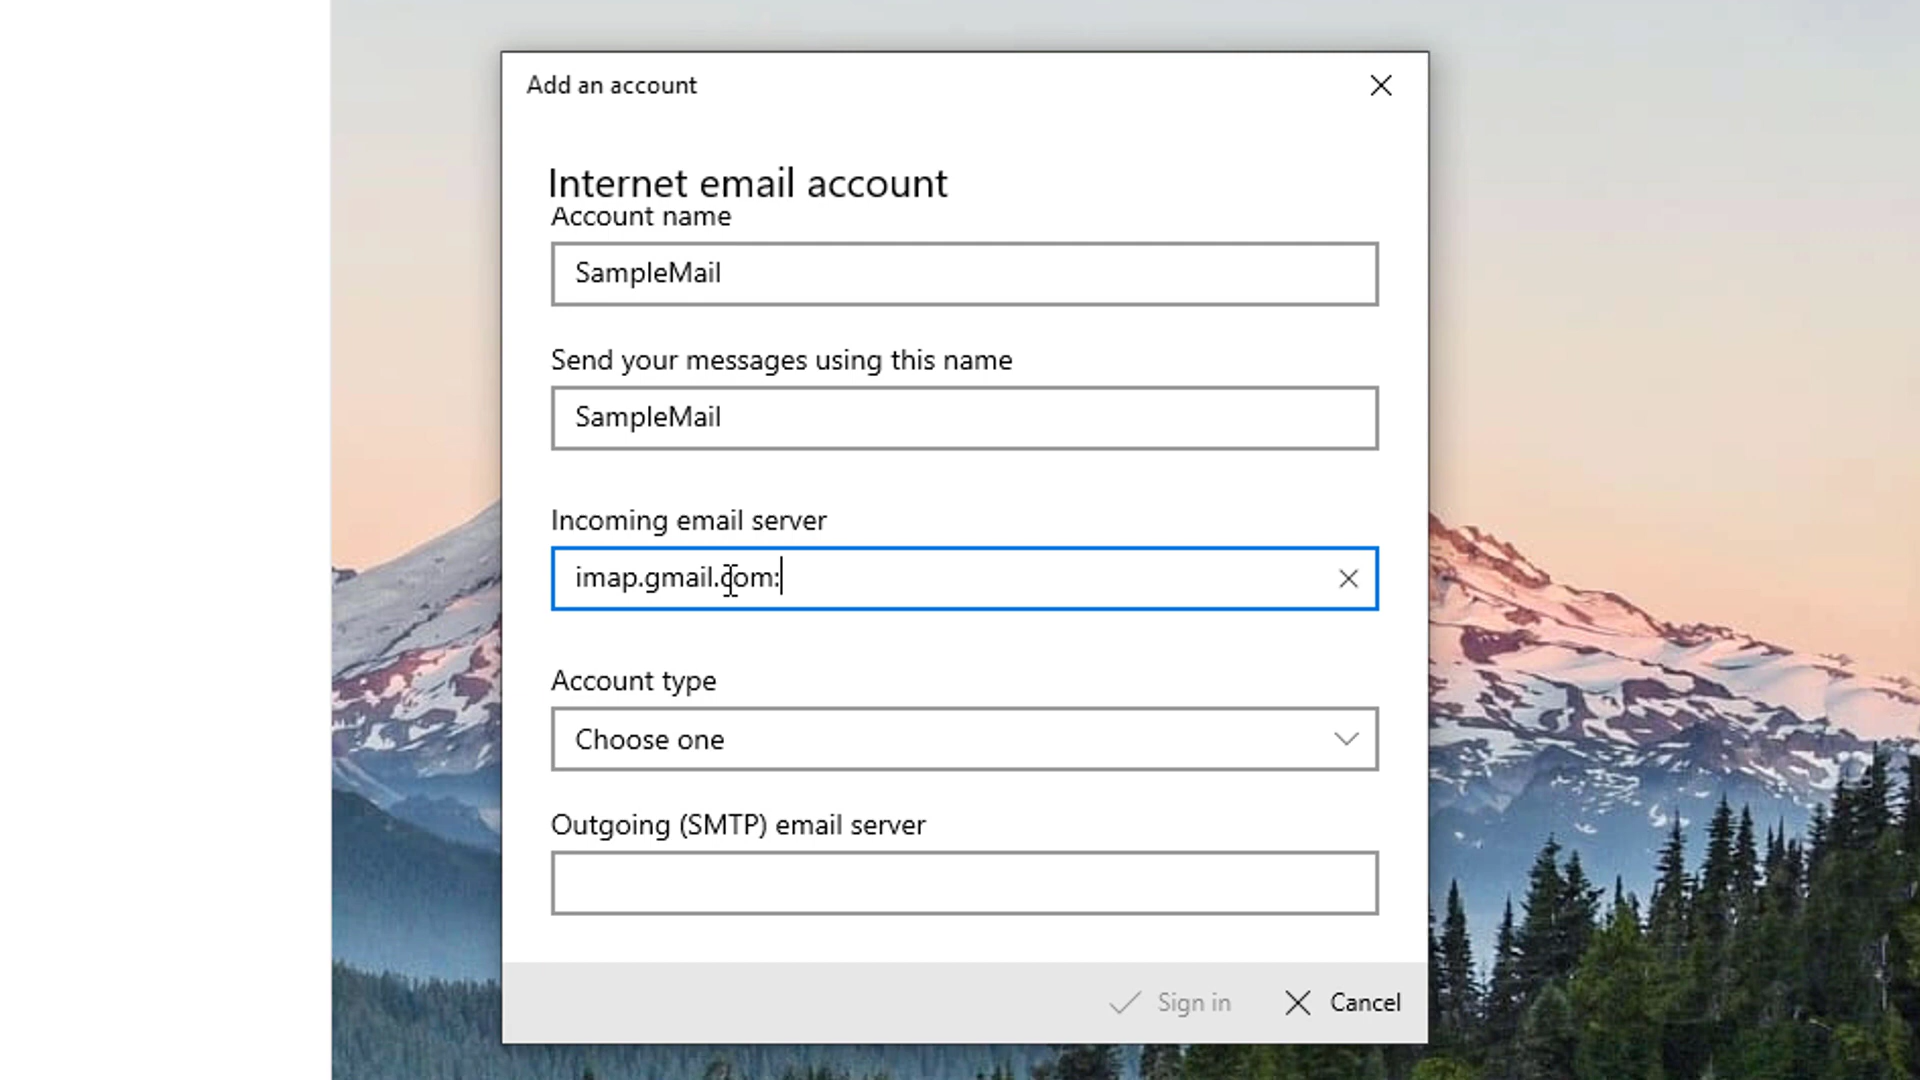 Add an account
Internet email account
Account name
SampleMail
Send your messages using this name
SampleMail
Incoming email server
imap.gmail.com:
Account type
Choose one
Outgoing (SMTP) email server
Sign in
Cancel